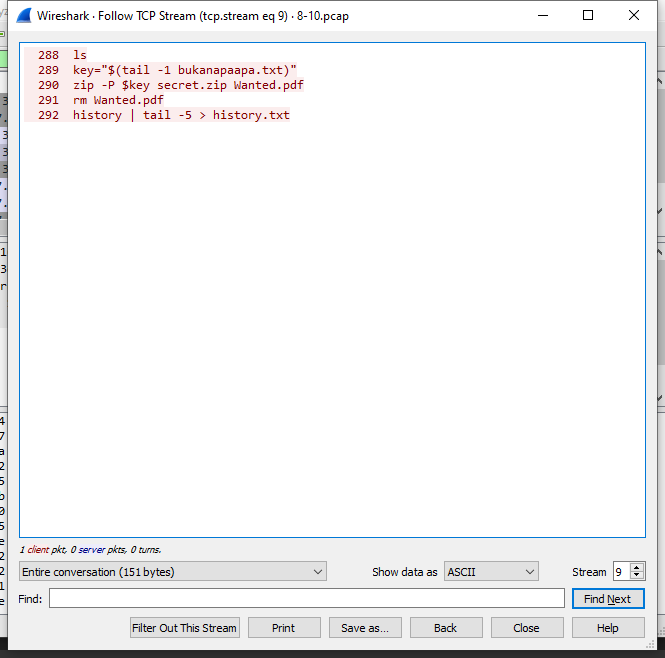 Wireshark · Follow TCP Stream (tcp.stream eq 9) · 8-10.pcap
288 ls
289 key="$(tail -1 bukanapaapa.txt)"
290 zip -P $key secret.zip Wanted.pdf
291 rm Wanted.pdf
292 history | tail -5 > history.txt
1 client pkt, 0 server pkts, 0 turns.
Entire conversation (151 bytes)
Show data as ASCII
Stream 9
Find:
Find Next
Filter Out This Stream
Print
Save as...
Back
Close
Help